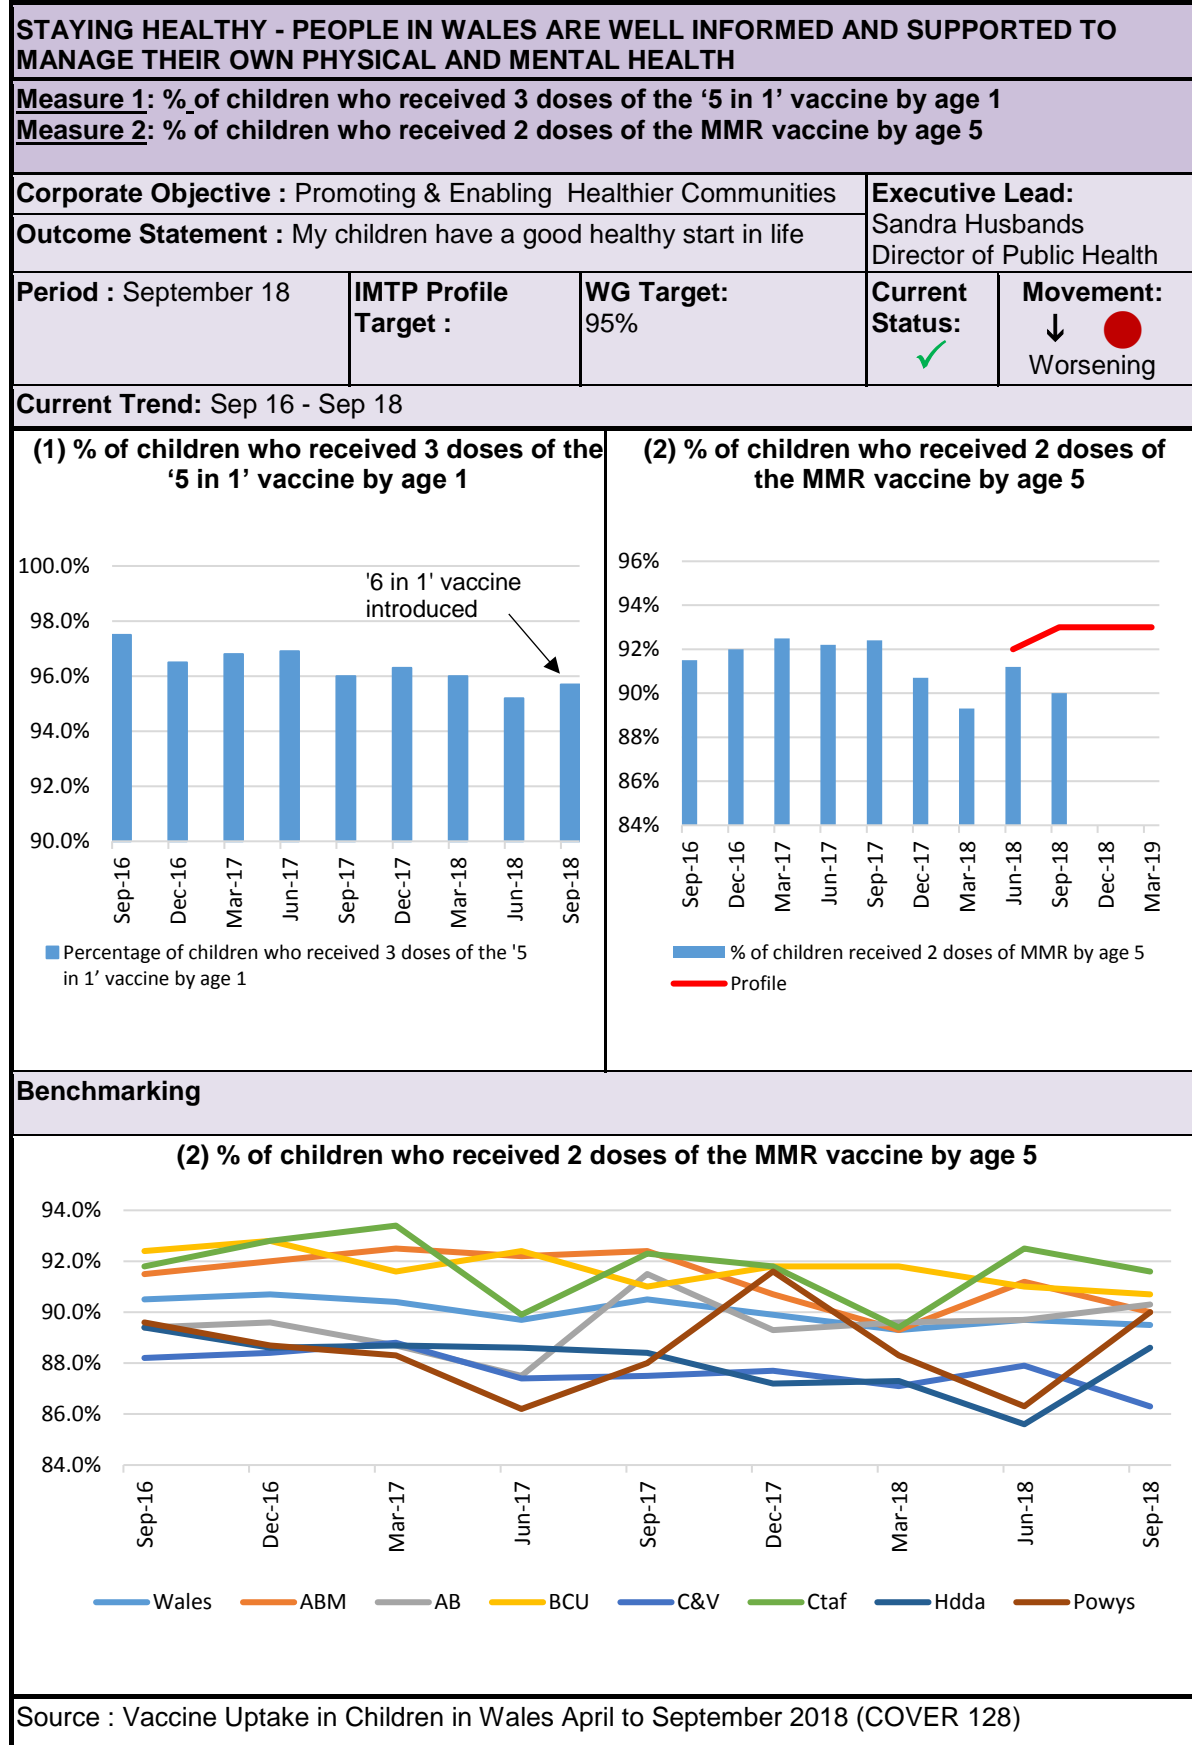 STAYING HEALTHY - PEOPLE IN WALES ARE WELL INFORMED AND SUPPORTED TO
MANAGE THEIR OWN PHYSICAL AND MENTAL HEALTH
Measure 1: % of children who received 3 doses of the ‘5 in 1’ vaccine by age 1
Measure 2: % of children who received 2 doses of the MMR vaccine by age 5
Corporate Objective : Promoting & Enabling Healthier Communities
Outcome Statement : My children have a good healthy start in life
Executive Lead:
Sandra Husbands
Director of Public Health
Period : September 18
IMTP Profile
Target :
WG Target:
95%
Current
Status:
✓
Movement:
↓
Worsening
Current Trend: Sep 16 - Sep 18
(1) % of children who received 3 doses of the
‘5 in 1’ vaccine by age 1
100.0%
98.0%
96.0%
94.0%
92.0%
90.0%
'6 in 1' vaccine
introduced
Sep-16
Dec-16
Mar-17
Jun-17
Sep-17
Dec-17
Mar-18
Jun-18
Sep-18
Percentage of children who received 3 doses of the '5
in 1’ vaccine by age 1
(2) % of children who received 2 doses of
the MMR vaccine by age 5
96%
94%
92%
90%
88%
86%
84%
Sep-16
Dec-16
Mar-17
Jun-17
Sep-17
Dec-17
Mar-18
Jun-18
Sep-18
Dec-18
Mar-19
% of children received 2 doses of MMR by age 5
Profile
Benchmarking
(2) % of children who received 2 doses of the MMR vaccine by age 5
94.0%
92.0%
90.0%
88.0%
86.0%
84.0%
Sep-16
Dec-16
Mar-17
Jun-17
Sep-17
Dec-17
Mar-18
Jun-18
Sep-18
Wales ABM AB BCU C&V Ctaf Hdda Powys
Source : Vaccine Uptake in Children in Wales April to September 2018 (COVER 128)